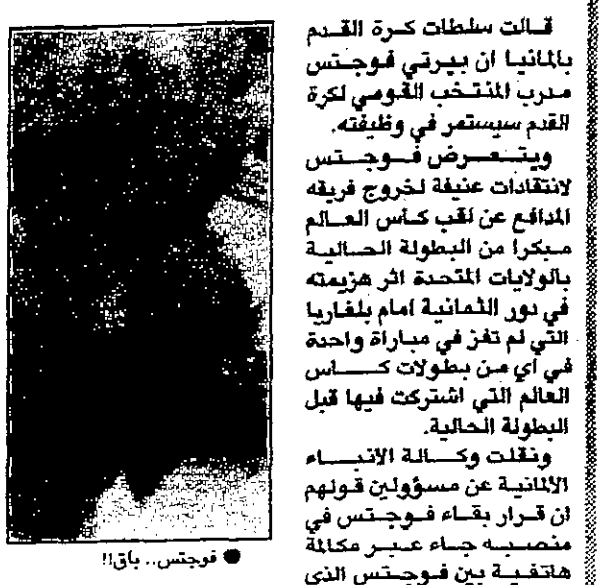 قالت سلطات كرة القدم
بالمانيا ان بيرتي فوجتس
مدرب المنتخب القومي لكرة
القدم سيستمر في وظيفته.
ويتعرض فوجتس
لانتقادات عنيفة لخروج فريقه
المدافع عن لقب كأس العالم
مبكرا من البطولة الحالية
بالولايات المتحدة اثر هزيمته
في دور الثمانية امام بلغاريا
التي لم تفز في مباراة واحدة
في اي من بطولات كأس
العالم التي اشتركت فيها قبل
البطولة الحالية.
ونقلت وكالة الانباء
الالمانية عن مسؤولين قولهم
ان قرار بقاء فوجتس في
منصبه جاء عبر مكالمة
هاتفية بين فوجتس الذي
● فوجتس.. باق!!